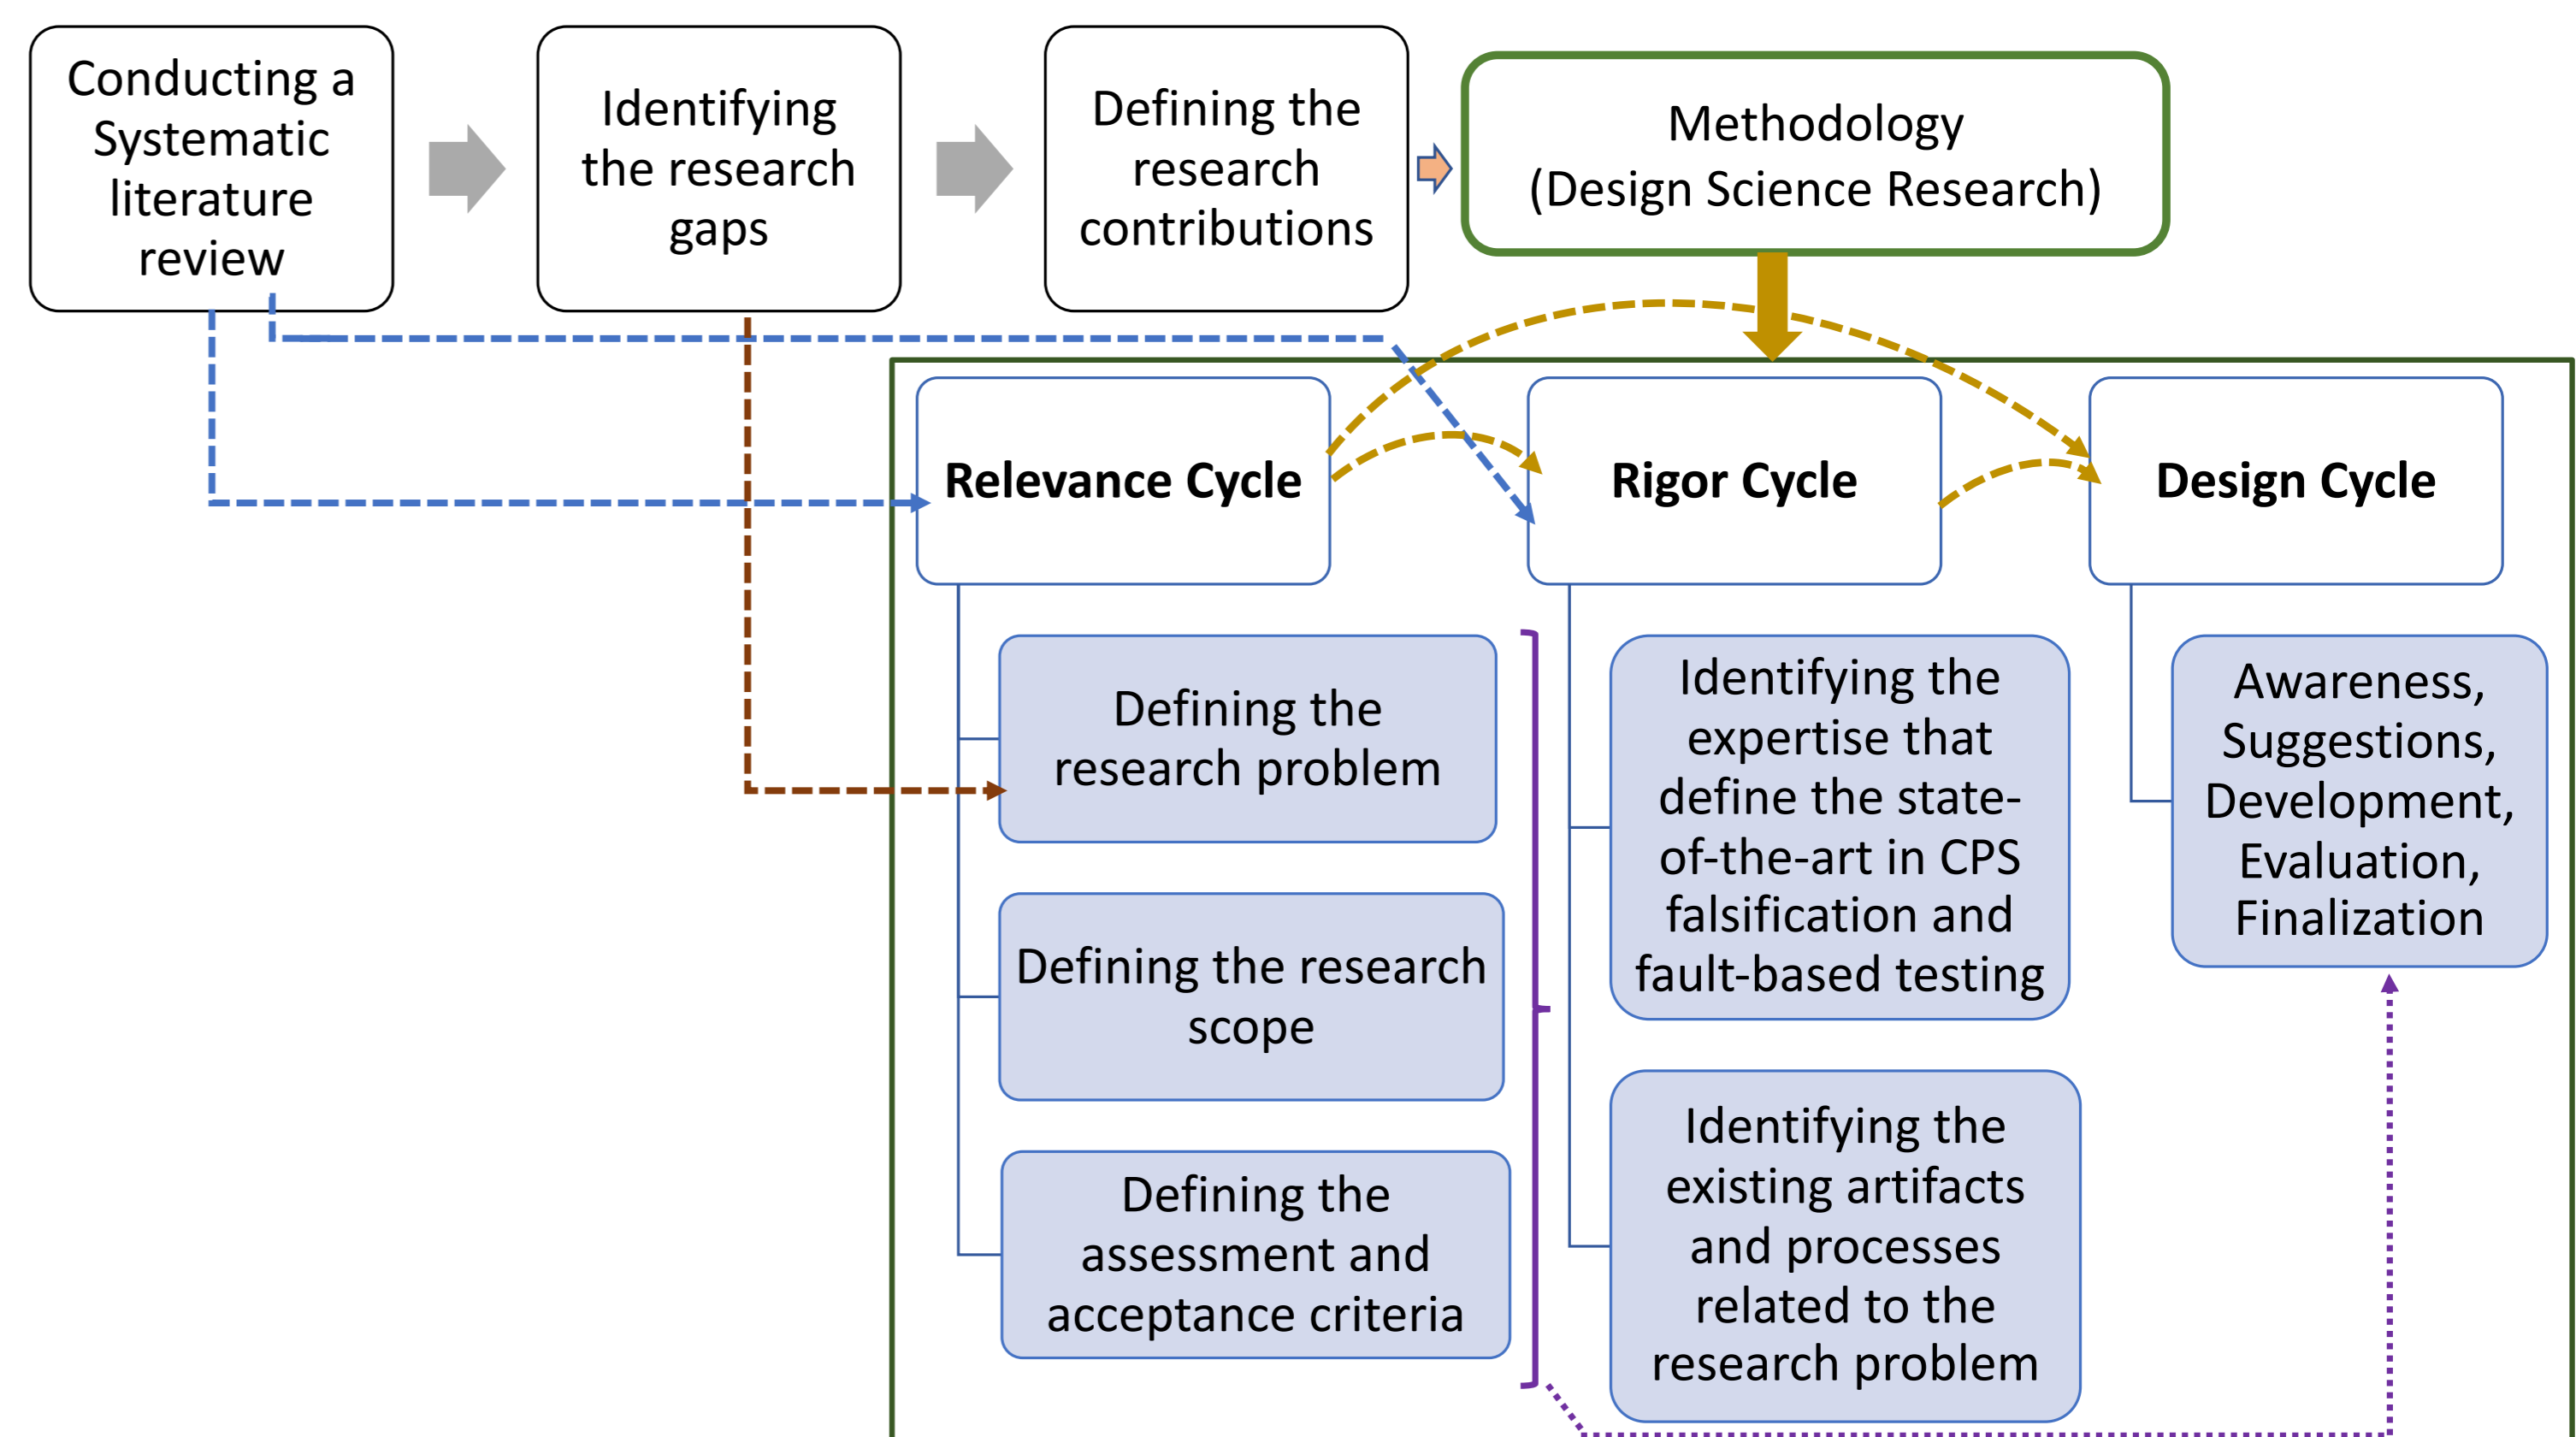 Conducting a
Systematic
literature
review
Identifying
the research
gaps
Defining the
research
contributions
Methodology
(Design Science Research)
Relevance Cycle
Rigor Cycle
Design Cycle
Defining the
research problem
Defining the research
scope
Defining the
assessment and
acceptance criteria
Identifying the
expertise that
define the state-
of-the-art in CPS
falsification and
fault-based testing
Identifying the
existing artifacts
and processes
related to the
research problem
Awareness,
Suggestions,
Development,
Evaluation,
Finalization